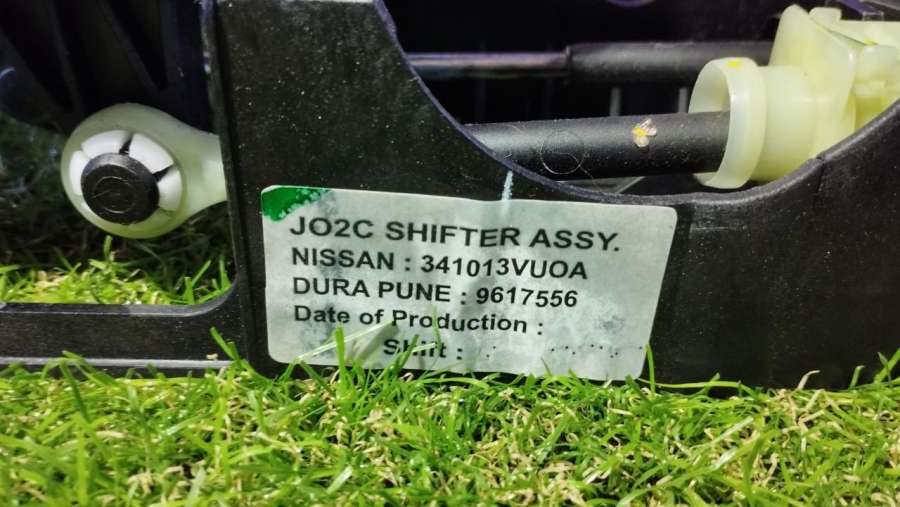 JO2C SHIFTER ASSY.
NISSAN : 341013VUOA
DURA PUNE : 9617556
Date of Production :
Shift :